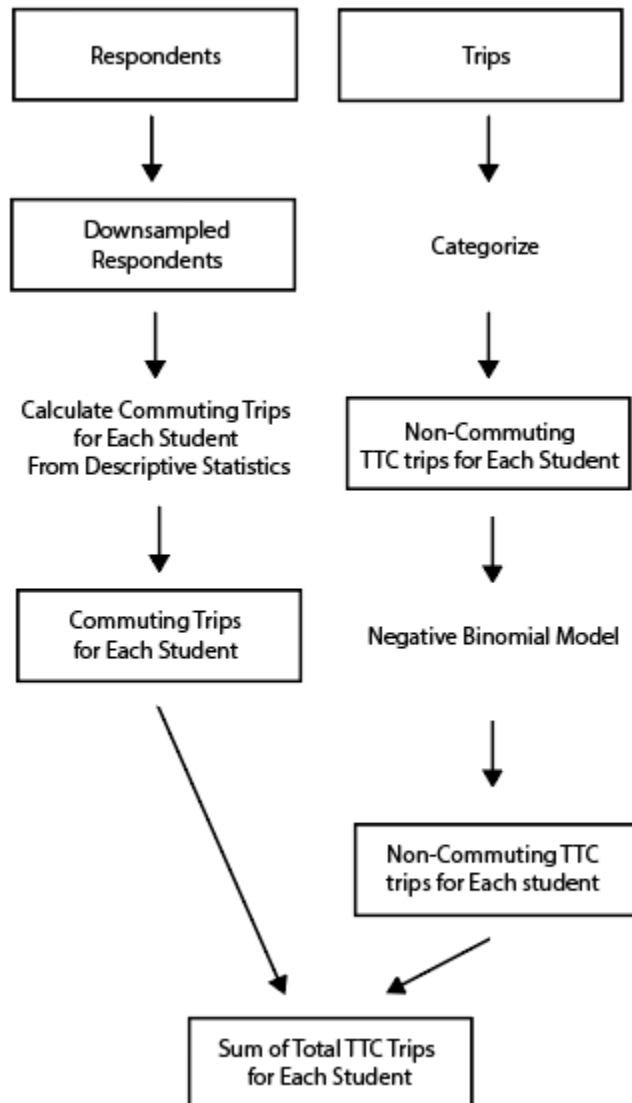 Respondents
Trips
Downsampled
Respondents
Categorize
Calculate Commuting Trips
for Each Student
From Descriptive Statistics
Non-Commuting
TTC trips for Each Student
Commuting Trips
for Each Student
Negative Binomial Model
Non-Commuting TTC
trips for Each student
Sum of Total TTC Trips
for Each Student